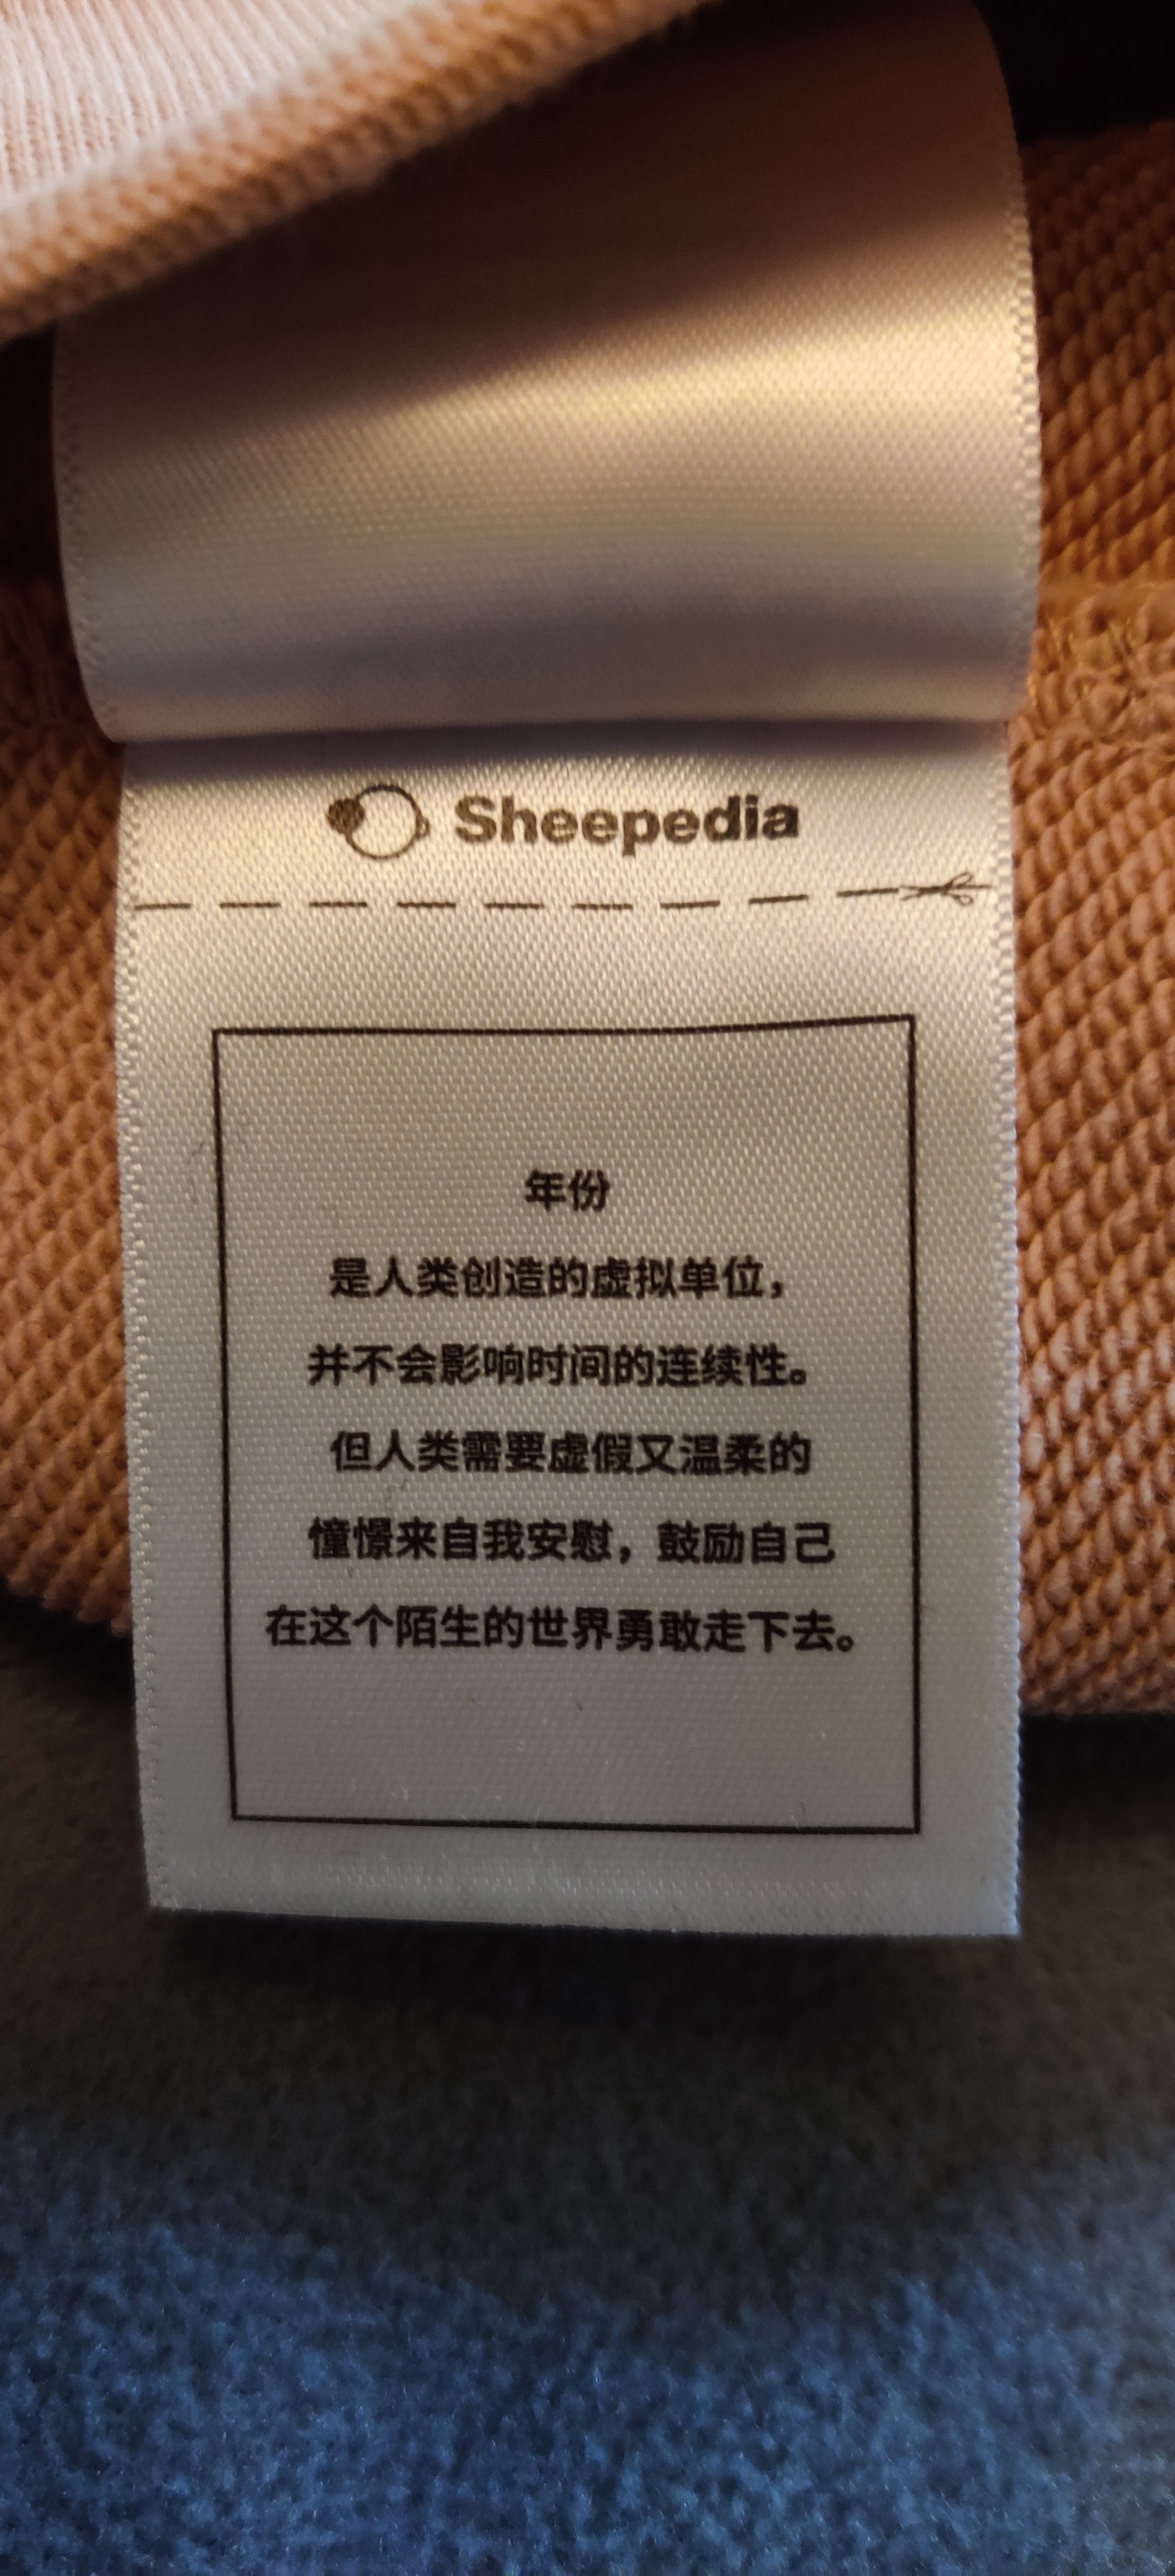 Sheepedia
年份
是人类创造的虚拟单位，
并不会影响时间的连续性。
但人类需要虚假又温柔的
憧憬来自我安慰，鼓励自己
在这个陌生的世界勇敢走下去。